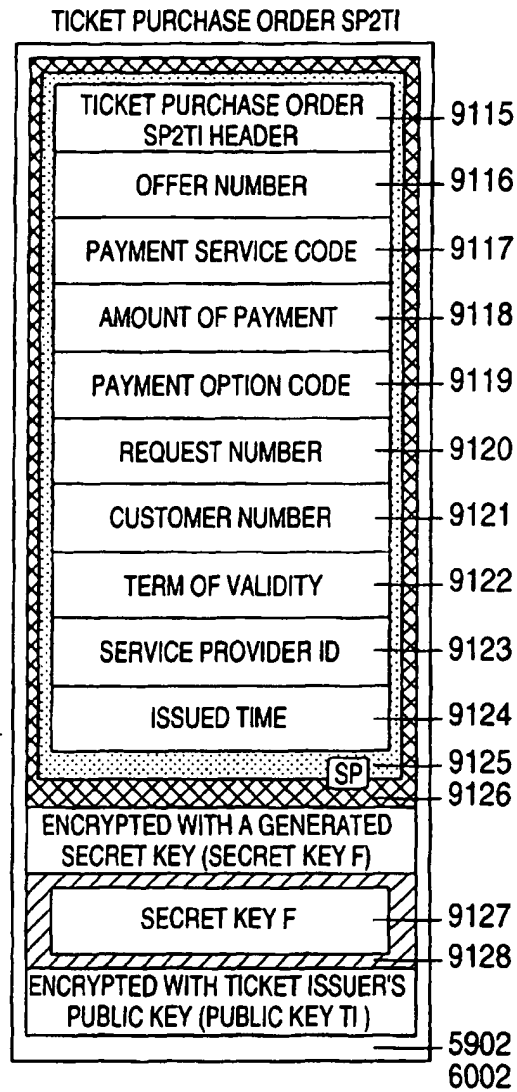 TICKET PURCHASE ORDER SP2TI
TICKET PURCHASE ORDER
SP2TI HEADER
9115
OFFER NUMBER
9116
PAYMENT SERVICE CODE
9117
AMOUNT OF PAYMENT
9118
PAYMENT OPTION CODE
9119
REQUEST NUMBER
9120
CUSTOMER NUMBER
9121
TERM OF VALIDITY
9122
SERVICE PROVIDER ID
9123
ISSUED TIME
9124
SP
9125
9126
ENCRYPTED WITH A GENERATED
SECRET KEY (SECRET KEY F)
SECRET KEY F
9127
9128
ENCRYPTED WITH TICKET ISSUER'S
PUBLIC KEY (PUBLIC KEY TI )
5902
6002